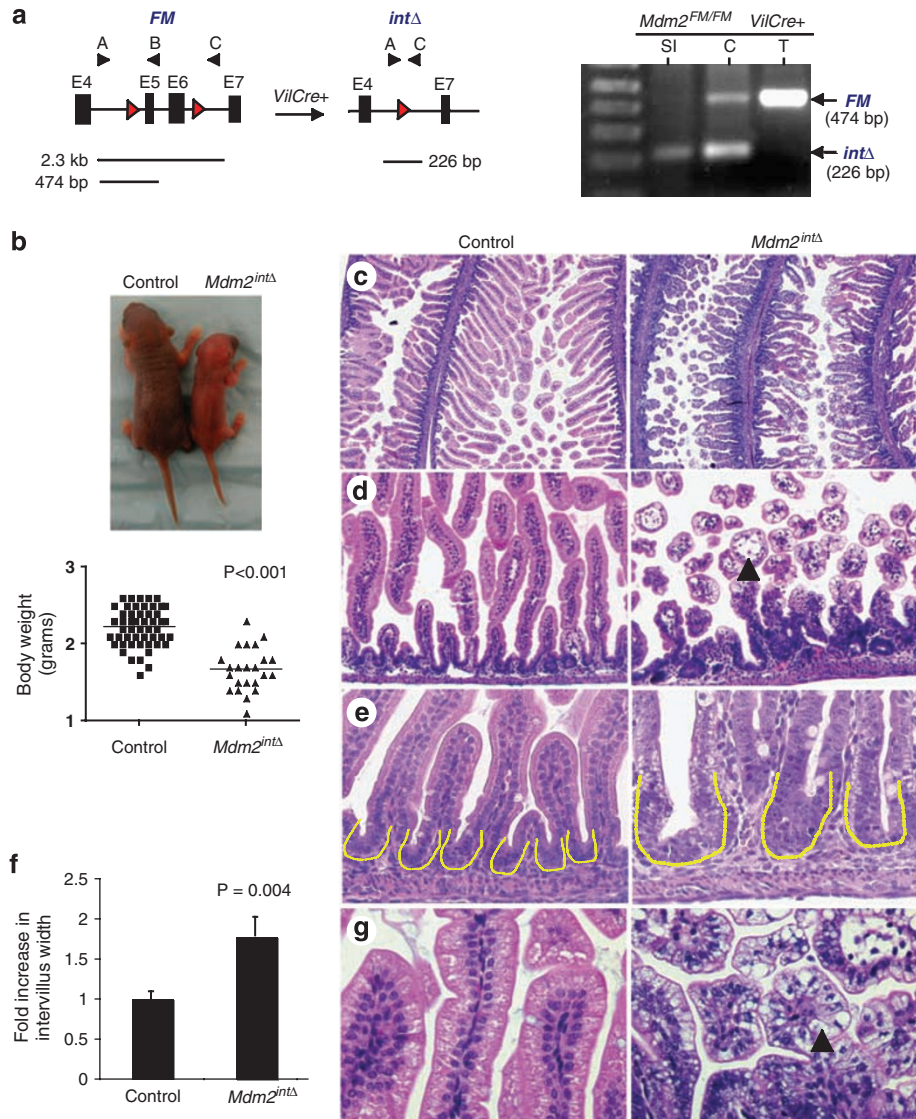 a
FM
intΔ
Mdm2FM/FM VilCre+
A B C
A C
SI C T
E4 E5 E6 E7
VilCre+
E4 E7
FM
(474 bp)
2.3 kb
474 bp
226 bp
intΔ
(226 bp)
b
Control Mdm2intΔ
P<0.001
Body weight
(grams)
3
2
1
Control Mdm2intΔ
Control Mdm2intΔ
c
d
e
f
P = 0.004
Fold increase in
intervillus width
2.5
2
1.5
1
0.5
0
Control Mdm2intΔ
g